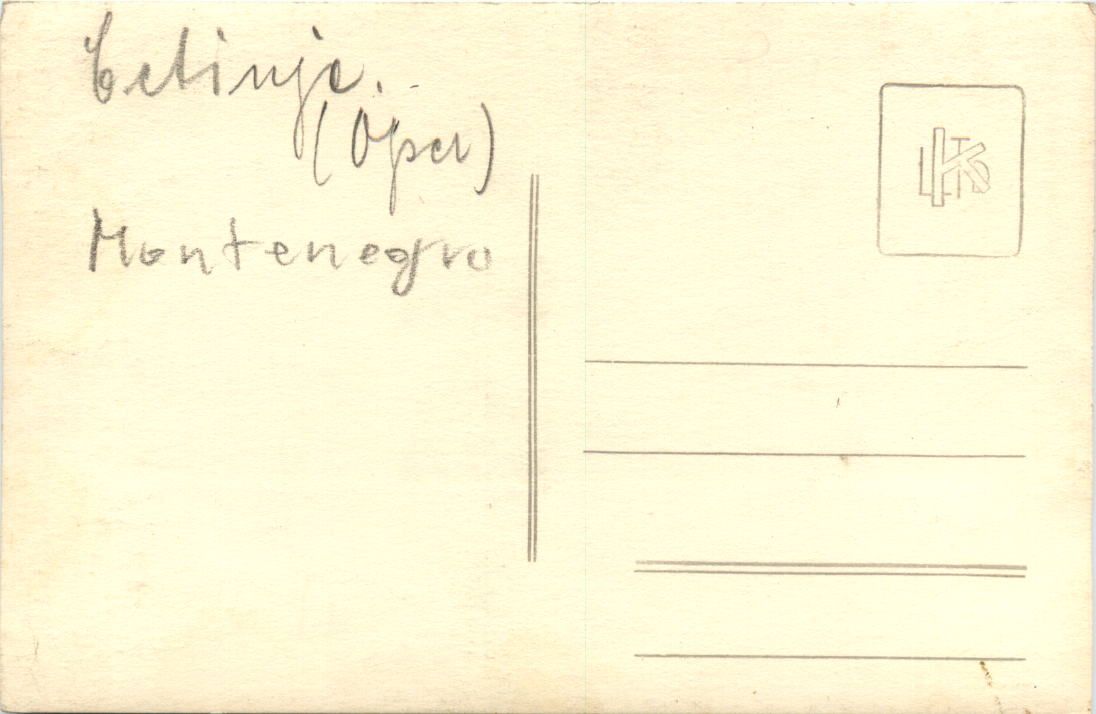 Cetinje.
(Oper)
Montenegro